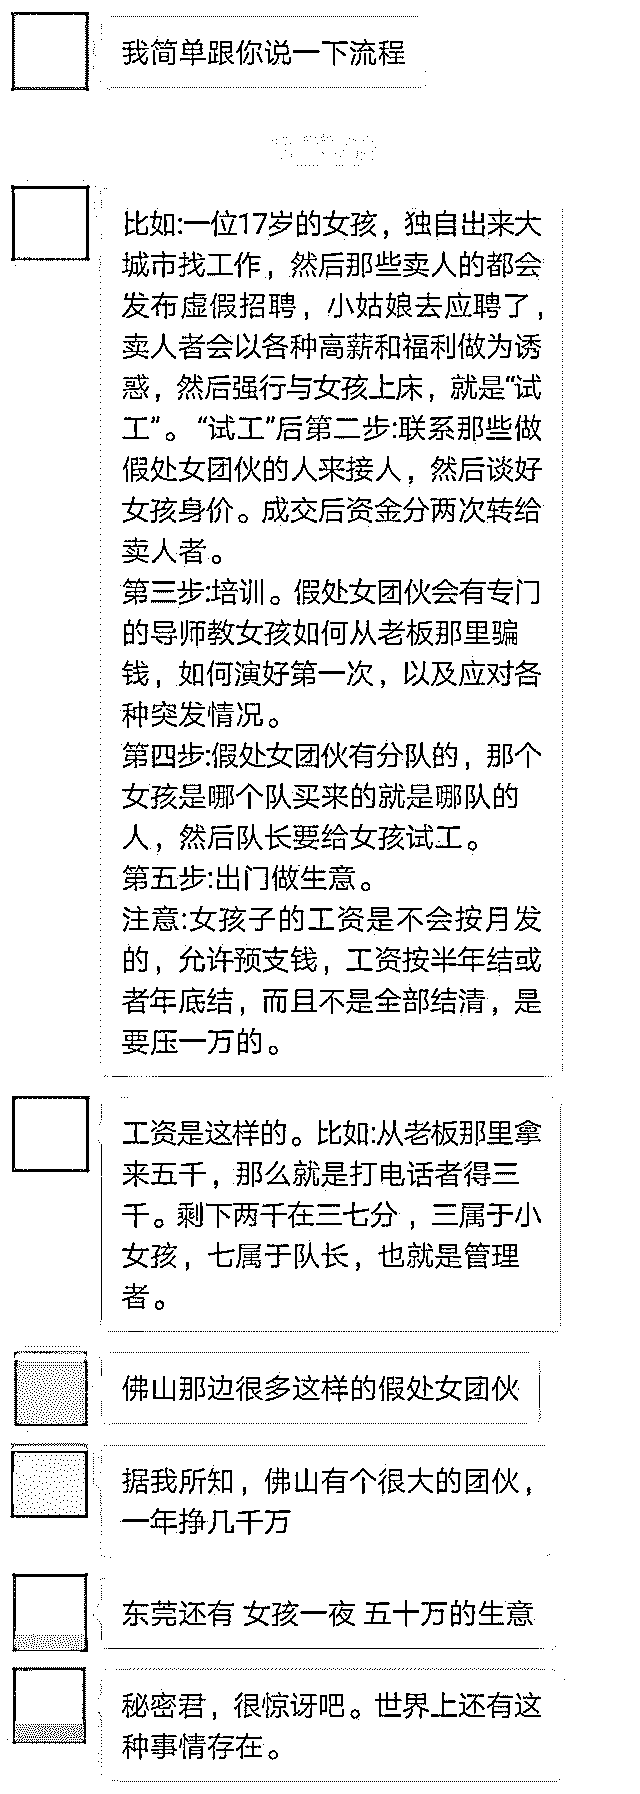 我简单跟你说一下流程
比如:一位17岁的女孩，独自出来大
城市找工作，然后那些卖人的都会
发布虚假招聘，小姑娘去应聘了，
卖人者会以各种高薪和福利做为诱
惑，然后强行与女孩上床，就是“试
工”。“试工”后第二步:联系那些做
假处女团伙的人来接人，然后谈好
女孩身价。成交后资金分两次转给
卖人者。
第三步:培训。假处女团伙会有专门
的导师教女孩如何从老板那里骗
钱，如何演好第一次，以及应对各
种突发情况。
第四步:假处女团伙有分队的，那个
女孩是哪个队买来的就是哪队的
人，然后队长要给女孩试工。
第五步:出门做生意。
注意:女孩子的工资是不会按月发
的，允许预支钱，工资按半年结或
者年底结，而且不是全部结清，是
要压一万的。
工资是这样的。比如:从老板那里拿
来五千，那么就是打电话者得三
千。剩下两千在三七分，三属于小
女孩，七属于队长，也就是管理
者。
佛山那边很多这样的假处女团伙
据我所知，佛山有个很大的团伙，
一年挣几千万
东莞还有 女孩一夜 五十万的生意
秘密君，很惊讶吧。世界上还有这
种事情存在。